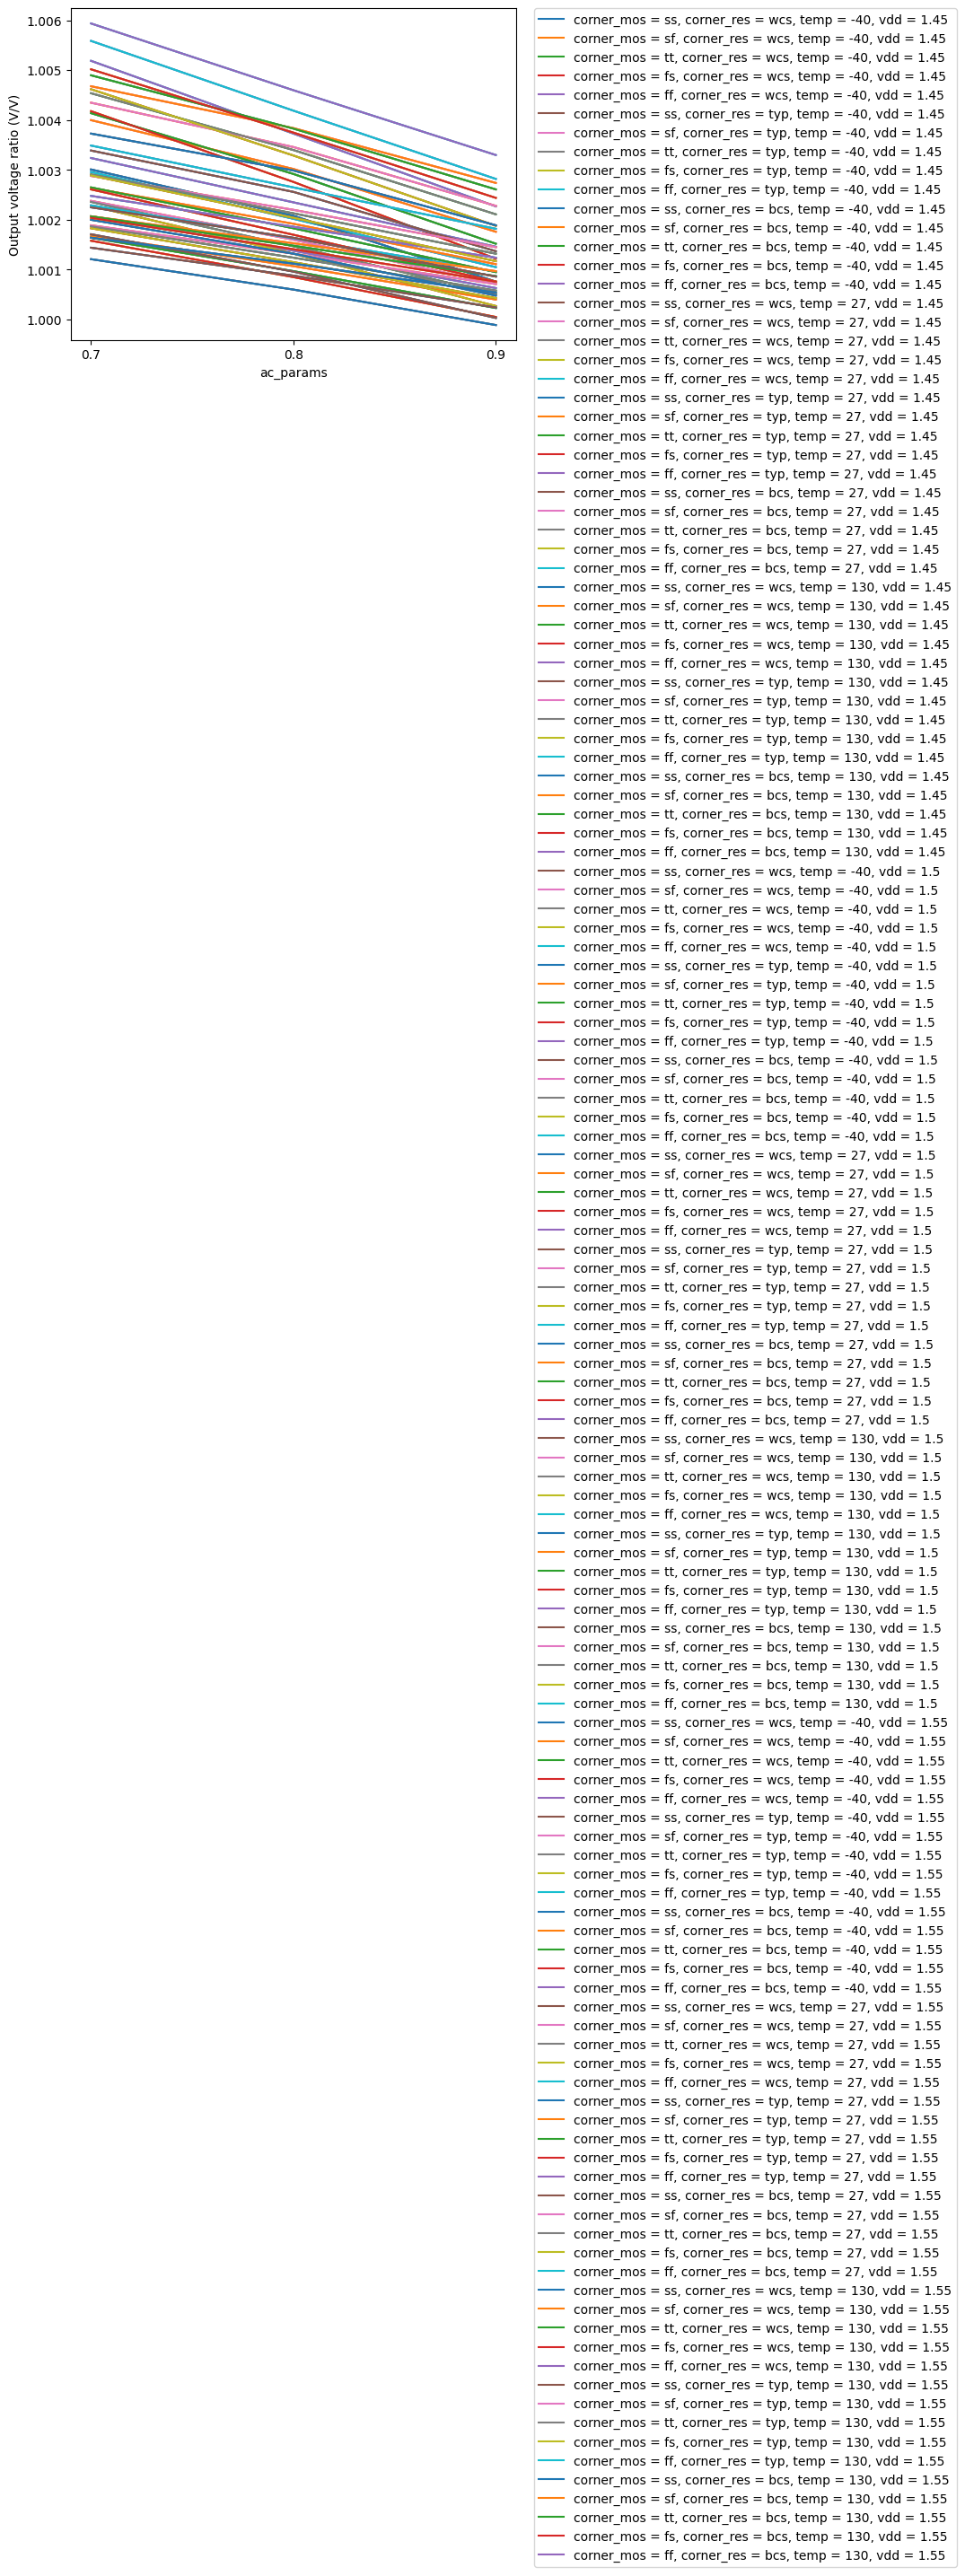 1.006
1.005
1.004
1.003
1.002
1.001
1.000
Output voltage ratio (V/V)
0.7
0.8
0.9
ac_params
corner_mos = ss, corner_res = wcs, temp = -40, vdd = 1.45
corner_mos = sf, corner_res = wcs, temp = -40, vdd = 1.45
corner_mos = tt, corner_res = wcs, temp = -40, vdd = 1.45
corner_mos = fs, corner_res = wcs, temp = -40, vdd = 1.45
corner_mos = ff, corner_res = wcs, temp = -40, vdd = 1.45
corner_mos = ss, corner_res = typ, temp = -40, vdd = 1.45
corner_mos = sf, corner_res = typ, temp = -40, vdd = 1.45
corner_mos = tt, corner_res = typ, temp = -40, vdd = 1.45
corner_mos = fs, corner_res = typ, temp = -40, vdd = 1.45
corner_mos = ff, corner_res = typ, temp = -40, vdd = 1.45
corner_mos = ss, corner_res = bcs, temp = -40, vdd = 1.45
corner_mos = sf, corner_res = bcs, temp = -40, vdd = 1.45
corner_mos = tt, corner_res = bcs, temp = -40, vdd = 1.45
corner_mos = fs, corner_res = bcs, temp = -40, vdd = 1.45
corner_mos = ff, corner_res = bcs, temp = -40, vdd = 1.45
corner_mos = ss, corner_res = wcs, temp = 27, vdd = 1.45
corner_mos = sf, corner_res = wcs, temp = 27, vdd = 1.45
corner_mos = tt, corner_res = wcs, temp = 27, vdd = 1.45
corner_mos = fs, corner_res = wcs, temp = 27, vdd = 1.45
corner_mos = ff, corner_res = wcs, temp = 27, vdd = 1.45
corner_mos = ss, corner_res = typ, temp = 27, vdd = 1.45
corner_mos = sf, corner_res = typ, temp = 27, vdd = 1.45
corner_mos = tt, corner_res = typ, temp = 27, vdd = 1.45
corner_mos = fs, corner_res = typ, temp = 27, vdd = 1.45
corner_mos = ff, corner_res = typ, temp = 27, vdd = 1.45
corner_mos = ss, corner_res = bcs, temp = 27, vdd = 1.45
corner_mos = sf, corner_res = bcs, temp = 27, vdd = 1.45
corner_mos = tt, corner_res = bcs, temp = 27, vdd = 1.45
corner_mos = fs, corner_res = bcs, temp = 27, vdd = 1.45
corner_mos = ff, corner_res = bcs, temp = 27, vdd = 1.45
corner_mos = ss, corner_res = wcs, temp = 130, vdd = 1.45
corner_mos = sf, corner_res = wcs, temp = 130, vdd = 1.45
corner_mos = tt, corner_res = wcs, temp = 130, vdd = 1.45
corner_mos = fs, corner_res = wcs, temp = 130, vdd = 1.45
corner_mos = ff, corner_res = wcs, temp = 130, vdd = 1.45
corner_mos = ss, corner_res = typ, temp = 130, vdd = 1.45
corner_mos = sf, corner_res = typ, temp = 130, vdd = 1.45
corner_mos = tt, corner_res = typ, temp = 130, vdd = 1.45
corner_mos = fs, corner_res = typ, temp = 130, vdd = 1.45
corner_mos = ff, corner_res = typ, temp = 130, vdd = 1.45
corner_mos = ss, corner_res = bcs, temp = 130, vdd = 1.45
corner_mos = sf, corner_res = bcs, temp = 130, vdd = 1.45
corner_mos = tt, corner_res = bcs, temp = 130, vdd = 1.45
corner_mos = fs, corner_res = bcs, temp = 130, vdd = 1.45
corner_mos = ff, corner_res = bcs, temp = 130, vdd = 1.45
corner_mos = ss, corner_res = wcs, temp = -40, vdd = 1.5
corner_mos = sf, corner_res = wcs, temp = -40, vdd = 1.5
corner_mos = tt, corner_res = wcs, temp = -40, vdd = 1.5
corner_mos = fs, corner_res = wcs, temp = -40, vdd = 1.5
corner_mos = ff, corner_res = wcs, temp = -40, vdd = 1.5
corner_mos = ss, corner_res = typ, temp = -40, vdd = 1.5
corner_mos = sf, corner_res = typ, temp = -40, vdd = 1.5
corner_mos = tt, corner_res = typ, temp = -40, vdd = 1.5
corner_mos = fs, corner_res = typ, temp = -40, vdd = 1.5
corner_mos = ff, corner_res = typ, temp = -40, vdd = 1.5
corner_mos = ss, corner_res = bcs, temp = -40, vdd = 1.5
corner_mos = sf, corner_res = bcs, temp = -40, vdd = 1.5
corner_mos = tt, corner_res = bcs, temp = -40, vdd = 1.5
corner_mos = fs, corner_res = bcs, temp = -40, vdd = 1.5
corner_mos = ff, corner_res = bcs, temp = -40, vdd = 1.5
corner_mos = ss, corner_res = wcs, temp = 27, vdd = 1.5
corner_mos = sf, corner_res = wcs, temp = 27, vdd = 1.5
corner_mos = tt, corner_res = wcs, temp = 27, vdd = 1.5
corner_mos = fs, corner_res = wcs, temp = 27, vdd = 1.5
corner_mos = ff, corner_res = wcs, temp = 27, vdd = 1.5
corner_mos = ss, corner_res = typ, temp = 27, vdd = 1.5
corner_mos = sf, corner_res = typ, temp = 27, vdd = 1.5
corner_mos = tt, corner_res = typ, temp = 27, vdd = 1.5
corner_mos = fs, corner_res = typ, temp = 27, vdd = 1.5
corner_mos = ff, corner_res = typ, temp = 27, vdd = 1.5
corner_mos = ss, corner_res = bcs, temp = 27, vdd = 1.5
corner_mos = sf, corner_res = bcs, temp = 27, vdd = 1.5
corner_mos = tt, corner_res = bcs, temp = 27, vdd = 1.5
corner_mos = fs, corner_res = bcs, temp = 27, vdd = 1.5
corner_mos = ff, corner_res = bcs, temp = 27, vdd = 1.5
corner_mos = ss, corner_res = wcs, temp = 130, vdd = 1.5
corner_mos = sf, corner_res = wcs, temp = 130, vdd = 1.5
corner_mos = tt, corner_res = wcs, temp = 130, vdd = 1.5
corner_mos = fs, corner_res = wcs, temp = 130, vdd = 1.5
corner_mos = ff, corner_res = wcs, temp = 130, vdd = 1.5
corner_mos = ss, corner_res = typ, temp = 130, vdd = 1.5
corner_mos = sf, corner_res = typ, temp = 130, vdd = 1.5
corner_mos = tt, corner_res = typ, temp = 130, vdd = 1.5
corner_mos = fs, corner_res = typ, temp = 130, vdd = 1.5
corner_mos = ff, corner_res = typ, temp = 130, vdd = 1.5
corner_mos = ss, corner_res = bcs, temp = 130, vdd = 1.5
corner_mos = sf, corner_res = bcs, temp = 130, vdd = 1.5
corner_mos = tt, corner_res = bcs, temp = 130, vdd = 1.5
corner_mos = fs, corner_res = bcs, temp = 130, vdd = 1.5
corner_mos = ff, corner_res = bcs, temp = 130, vdd = 1.5
corner_mos = ss, corner_res = wcs, temp = -40, vdd = 1.55
corner_mos = sf, corner_res = wcs, temp = -40, vdd = 1.55
corner_mos = tt, corner_res = wcs, temp = -40, vdd = 1.55
corner_mos = fs, corner_res = wcs, temp = -40, vdd = 1.55
corner_mos = ff, corner_res = wcs, temp = -40, vdd = 1.55
corner_mos = ss, corner_res = typ, temp = -40, vdd = 1.55
corner_mos = sf, corner_res = typ, temp = -40, vdd = 1.55
corner_mos = tt, corner_res = typ, temp = -40, vdd = 1.55
corner_mos = fs, corner_res = typ, temp = -40, vdd = 1.55
corner_mos = ff, corner_res = typ, temp = -40, vdd = 1.55
corner_mos = ss, corner_res = bcs, temp = -40, vdd = 1.55
corner_mos = sf, corner_res = bcs, temp = -40, vdd = 1.55
corner_mos = tt, corner_res = bcs, temp = -40, vdd = 1.55
corner_mos = fs, corner_res = bcs, temp = -40, vdd = 1.55
corner_mos = ff, corner_res = bcs, temp = -40, vdd = 1.55
corner_mos = ss, corner_res = wcs, temp = 27, vdd = 1.55
corner_mos = sf, corner_res = wcs, temp = 27, vdd = 1.55
corner_mos = tt, corner_res = wcs, temp = 27, vdd = 1.55
corner_mos = fs, corner_res = wcs, temp = 27, vdd = 1.55
corner_mos = ff, corner_res = wcs, temp = 27, vdd = 1.55
corner_mos = ss, corner_res = typ, temp = 27, vdd = 1.55
corner_mos = sf, corner_res = typ, temp = 27, vdd = 1.55
corner_mos = tt, corner_res = typ, temp = 27, vdd = 1.55
corner_mos = fs, corner_res = typ, temp = 27, vdd = 1.55
corner_mos = ff, corner_res = typ, temp = 27, vdd = 1.55
corner_mos = ss, corner_res = bcs, temp = 27, vdd = 1.55
corner_mos = sf, corner_res = bcs, temp = 27, vdd = 1.55
corner_mos = tt, corner_res = bcs, temp = 27, vdd = 1.55
corner_mos = fs, corner_res = bcs, temp = 27, vdd = 1.55
corner_mos = ff, corner_res = bcs, temp = 27, vdd = 1.55
corner_mos = ss, corner_res = wcs, temp = 130, vdd = 1.55
corner_mos = sf, corner_res = wcs, temp = 130, vdd = 1.55
corner_mos = tt, corner_res = wcs, temp = 130, vdd = 1.55
corner_mos = fs, corner_res = wcs, temp = 130, vdd = 1.55
corner_mos = ff, corner_res = wcs, temp = 130, vdd = 1.55
corner_mos = ss, corner_res = typ, temp = 130, vdd = 1.55
corner_mos = sf, corner_res = typ, temp = 130, vdd = 1.55
corner_mos = tt, corner_res = typ, temp = 130, vdd = 1.55
corner_mos = fs, corner_res = typ, temp = 130, vdd = 1.55
corner_mos = ff, corner_res = typ, temp = 130, vdd = 1.55
corner_mos = ss, corner_res = bcs, temp = 130, vdd = 1.55
corner_mos = sf, corner_res = bcs, temp = 130, vdd = 1.55
corner_mos = tt, corner_res = bcs, temp = 130, vdd = 1.55
corner_mos = fs, corner_res = bcs, temp = 130, vdd = 1.55
corner_mos = ff, corner_res = bcs, temp = 130, vdd = 1.55